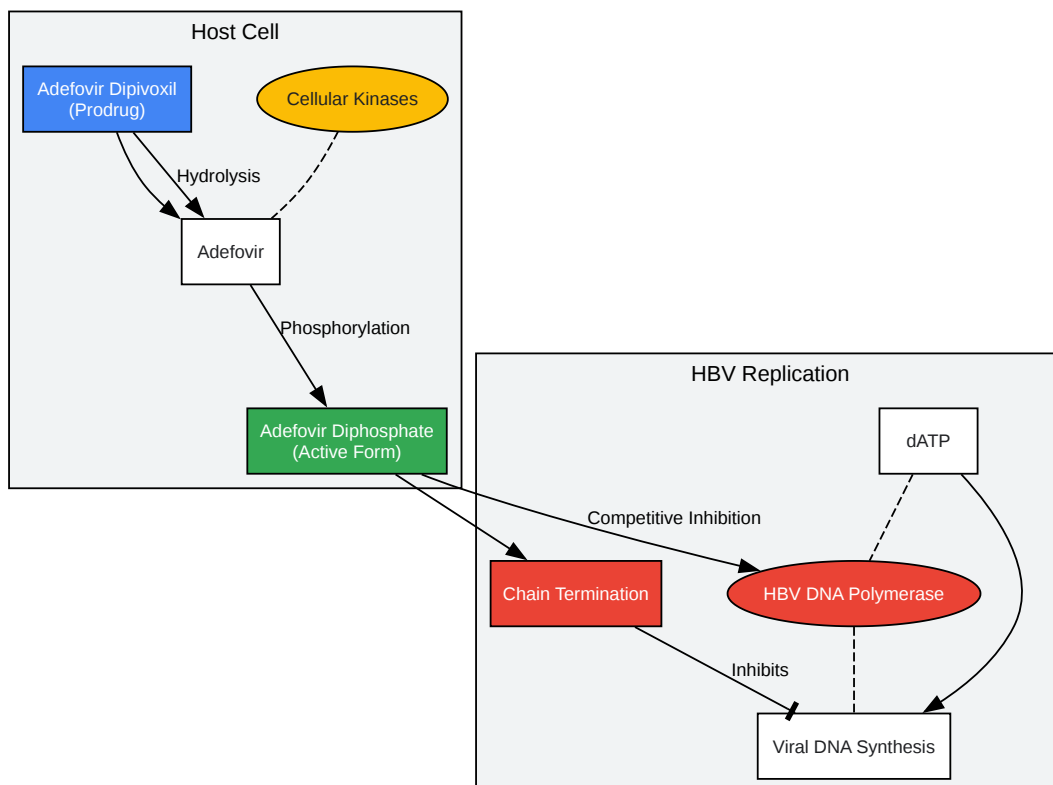 Host Cell
Adefovir Dipivoxil
(Prodrug)
Cellular Kinases
Hydrolysis
Adefovir
Phosphorylation
Adefovir Diphosphate
(Active Form)
HBV Replication
dATP
Competitive Inhibition
Chain Termination
HBV DNA Polymerase
Inhibits
Viral DNA Synthesis